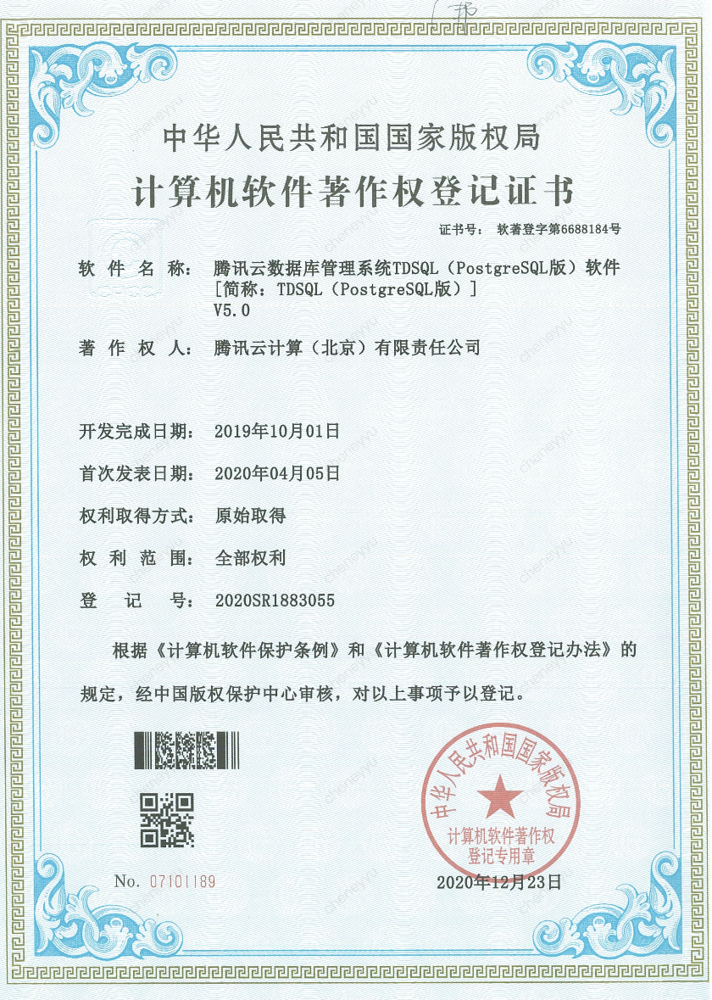 中华人民共和国国家版权局
计算机软件著作权登记证书
证书号： 软著登字第6688184号
软件名称： 腾讯云数据库管理系统TDSQL（PostgreSQL版）软件
[简称：TDSQL（PostgreSQL版）]
V5.0
著作权人： 腾讯云计算（北京）有限责任公司
开发完成日期： 2019年10月01日
首次发表日期： 2020年04月05日
权利取得方式： 原始取得
权利范围： 全部权利
登记号： 2020SR1883055
根据《计算机软件保护条例》和《计算机软件著作权登记办法》的
规定，经中国版权保护中心审核，对以上事项予以登记。
中华人民共和国国家版权局
计算机软件著作权
登记专用章
No. 07101189
2020年12月23日
cheneyyu